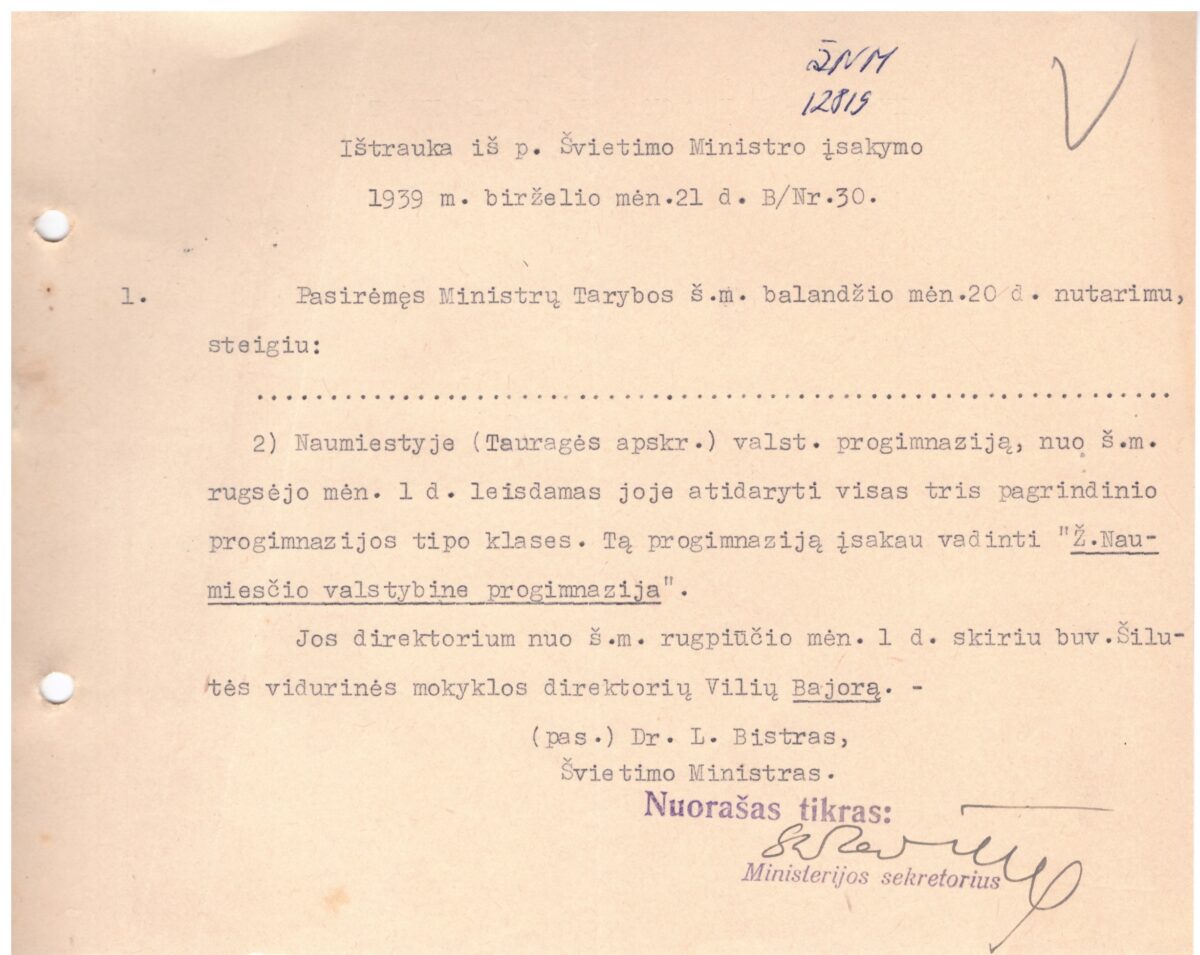 ŽNM
12819
Ištrauka iš p. Švietimo Ministro įsakymo
1939 m. birželio mėn.21 d. B/Nr.30.
1. Pasirėmęs Ministrų Tarybos š.m. balandžio mėn.20 d. nutarimu,
steigiu:
................................................................
2) Naumiestyje (Tauragės apskr.) valst. progimnaziją, nuo š.m.
rugsėjo mėn. 1 d. leisdamas joje atidaryti visas tris pagrindinio
progimnazijos tipo klases. Tą progimnaziją įsakau vadinti "Ž.Nau-
miesčio valstybine progimnazija".
Jos direktorium nuo š.m. rugpiūčio mėn. 1 d. skiriu buv.Šilu-
tės vidurinės mokyklos direktorių Vilių Bajorą. -
(pas.) Dr. L. Bistras,
Švietimo Ministras.
Nuorašas tikras:
Ministerijos sekretorius